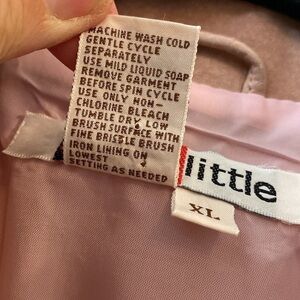 MACHINE WASH COLD
GENTLE CYCLE
SEPARATELY
USE MILD LIQUID SOAP
REMOVE GARMENT
BEFORE SPIN CYCLE
USE ONLY NON-
CHLORINE BLEACH
TUMBLE DRY LOW
BRUSH SURFACE WITH
FINE BRISTLE BRUSH
IRON LINING ON
LOWEST
SETTING AS NEEDED
little
XL